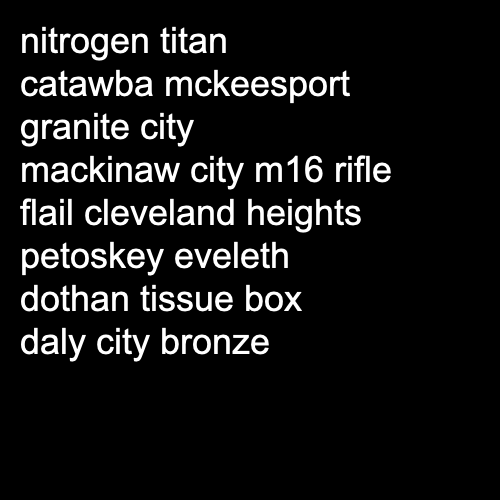 nitrogen titan
catawba mckeesport
granite city
mackinaw city m16 rifle
flail cleveland heights
petoskey eveleth
dothan tissue box
daly city bronze